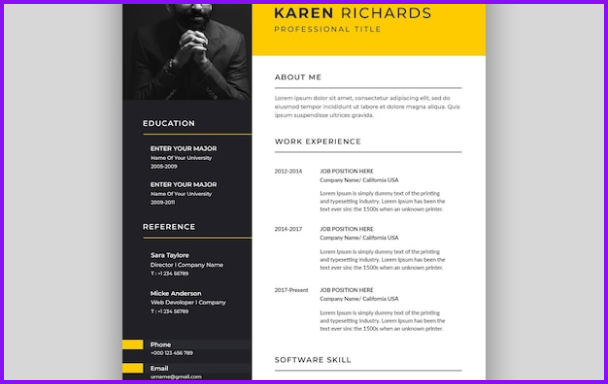 KAREN RICHARDS
PROFESSIONAL TITLE
ABOUT ME
Lorem ipsum dolor sit amet, consectetur adipiscing elit, sed do
eiusmod tempor incididunt ut labore et dolore magna aliqua. Quis
ipsum suspendisse ultrices gravida.
WORK EXPERIENCE
2012-2014
JOB POSITION HERE
Company Name/ California USA
Lorem Ipsum is simply dummy text of the printing
and typesetting industry. Lorem Ipsum has been the
text ever sinc the 1500s when an unknown printer.
2014-2017
JOB POSITION HERE
Company Name/ California USA
Lorem Ipsum is simply dummy text of the printing
and typesetting industry. Lorem Ipsum has been the
text ever sinc the 1500s when an unknown printer.
2017-Present
JOB POSITION HERE
Company Name/ California USA
Lorem Ipsum is simply dummy text of the printing
and typesetting industry. Lorem Ipsum has been the
text ever sinc the 1500s when an unknown printer.
SOFTWARE SKILL
EDUCATION
ENTER YOUR MAJOR
Name Of Your University
2005-2009
ENTER YOUR MAJOR
Name Of Your University
2009-2011
REFERENCE
Sara Taylore
Director I Company Name
T : +1 234 56789
Micke Anderson
Web Developer I Company
T : +1 234 56789
Phone
+000 123 456 789
Email
urname@gmail.com